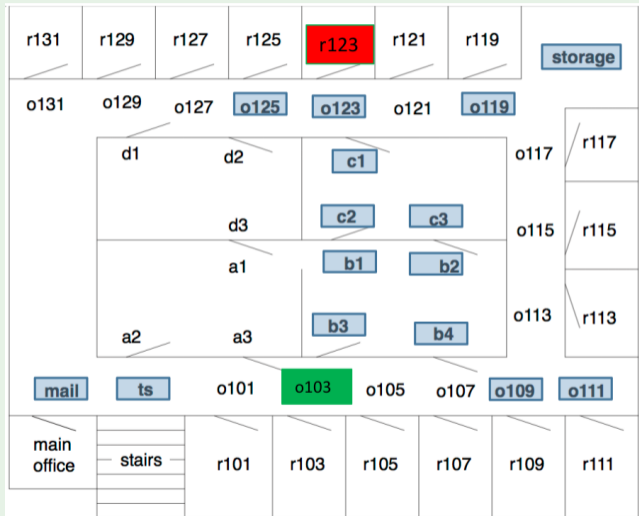 r131 r129 r127 r125 r123 r121 r119
storage
o131 o129 o127 o125 o123 o121 o119
d1 d2 c1 o117 r117
d3 c2 c3 o115 r115
a1 b1 b2
a2 a3 b3 b4 o113 r113
mail ts o101 o103 o105 o107 o109 o111
main
office
stairs r101 r103 r105 r107 r109 r111